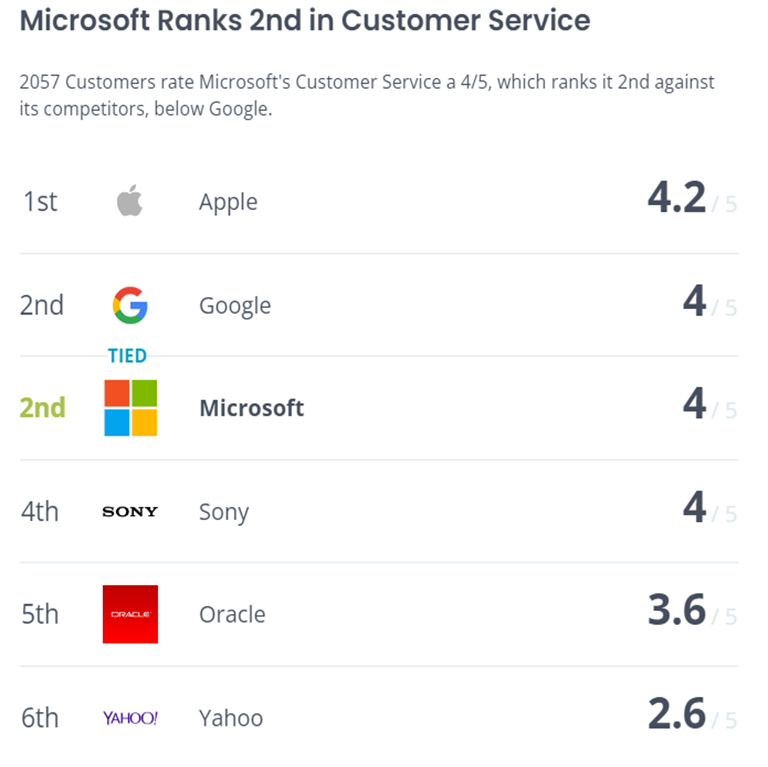 Microsoft Ranks 2nd in Customer Service
2057 Customers rate Microsoft's Customer Service a 4/5, which ranks it 2nd against
its competitors, below Google.
1st Apple 4.2 / 5
2nd Google 4 / 5
TIED
2nd Microsoft 4 / 5
4th SONY Sony 4 / 5
5th ORACLE Oracle 3.6 / 5
6th YAHOO! Yahoo 2.6 / 5